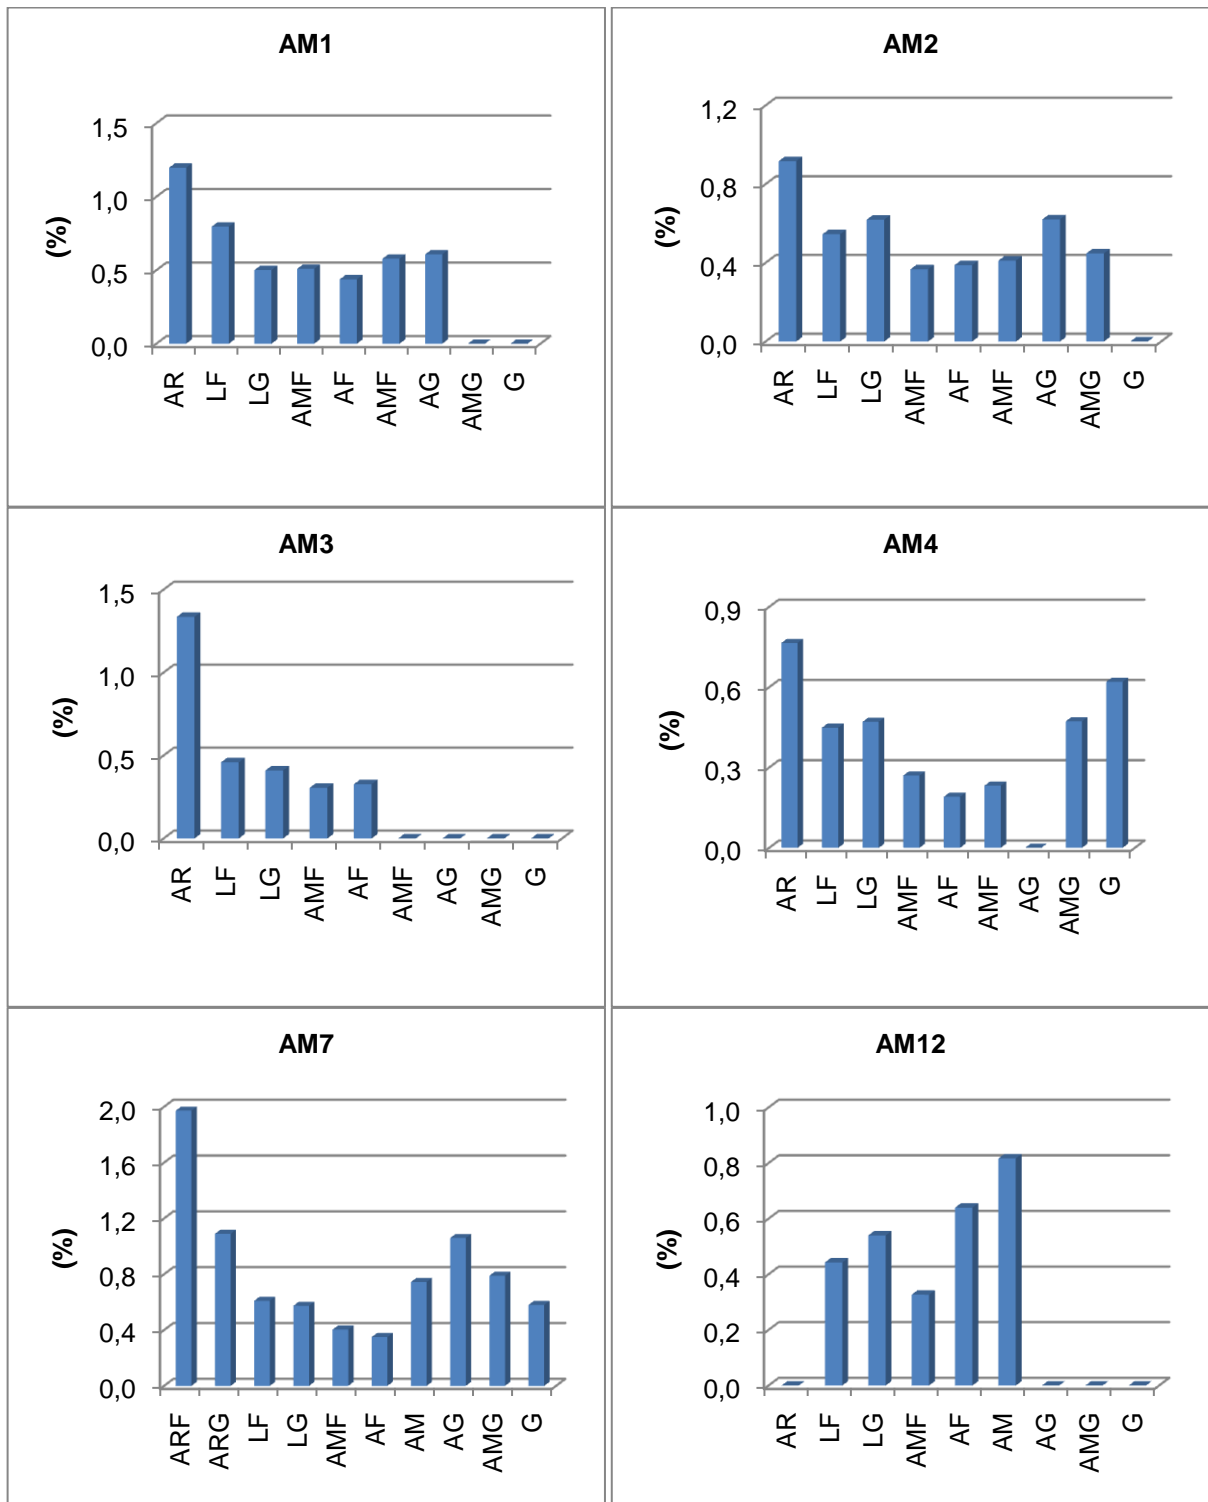 AM1
(%)
1,5
1,0
0,5
0,0
AR LF LG AMF AF AMF AG AMG G
AM2
(%)
1,2
0,8
0,4
0,0
AR LF LG AMF AF AMF AG AMG G
AM3
(%)
1,5
1,0
0,5
0,0
AR LF LG AMF AF AMF AG AMG G
AM4
(%)
0,9
0,6
0,3
0,0
AR LF LG AMF AF AMF AG AMG G
AM7
(%)
2,0
1,6
1,2
0,8
0,4
0,0
ARF ARG LF LG AMF AF AM AG AMG G
AM12
(%)
1,0
0,8
0,6
0,4
0,2
0,0
AR LF LG AMF AF AM AG AMG G